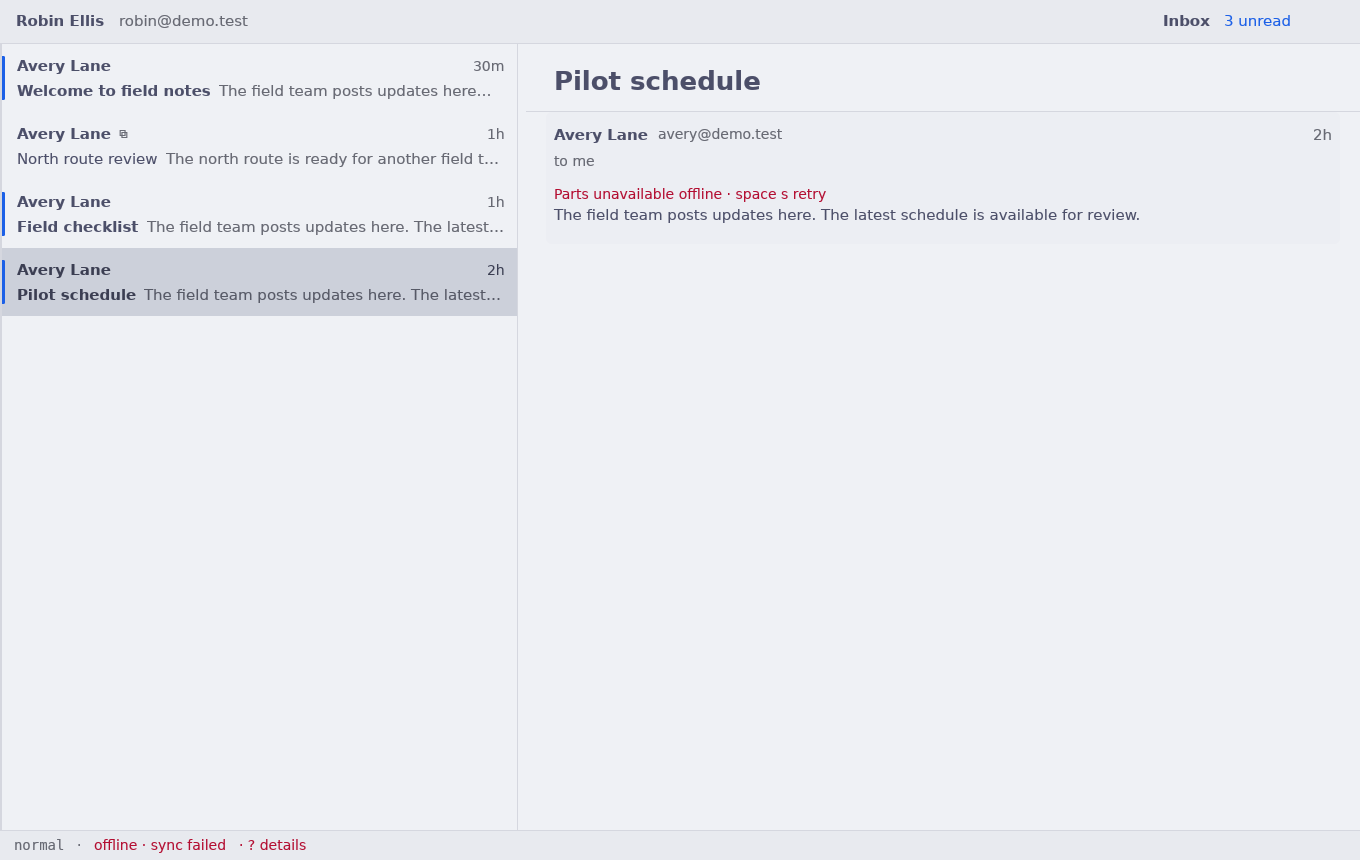 Robin Ellis robin@demo.test Inbox 3 unread
Avery Lane 30m
Welcome to field notes The field team posts updates here…
Avery Lane 1h
North route review The north route is ready for another field t…
Avery Lane 1h
Field checklist The field team posts updates here. The latest…
Avery Lane 2h
Pilot schedule The field team posts updates here. The latest…
Pilot schedule
Avery Lane avery@demo.test 2h
to me
Parts unavailable offline · space s retry
The field team posts updates here. The latest schedule is available for review.
normal · offline · sync failed · ? details